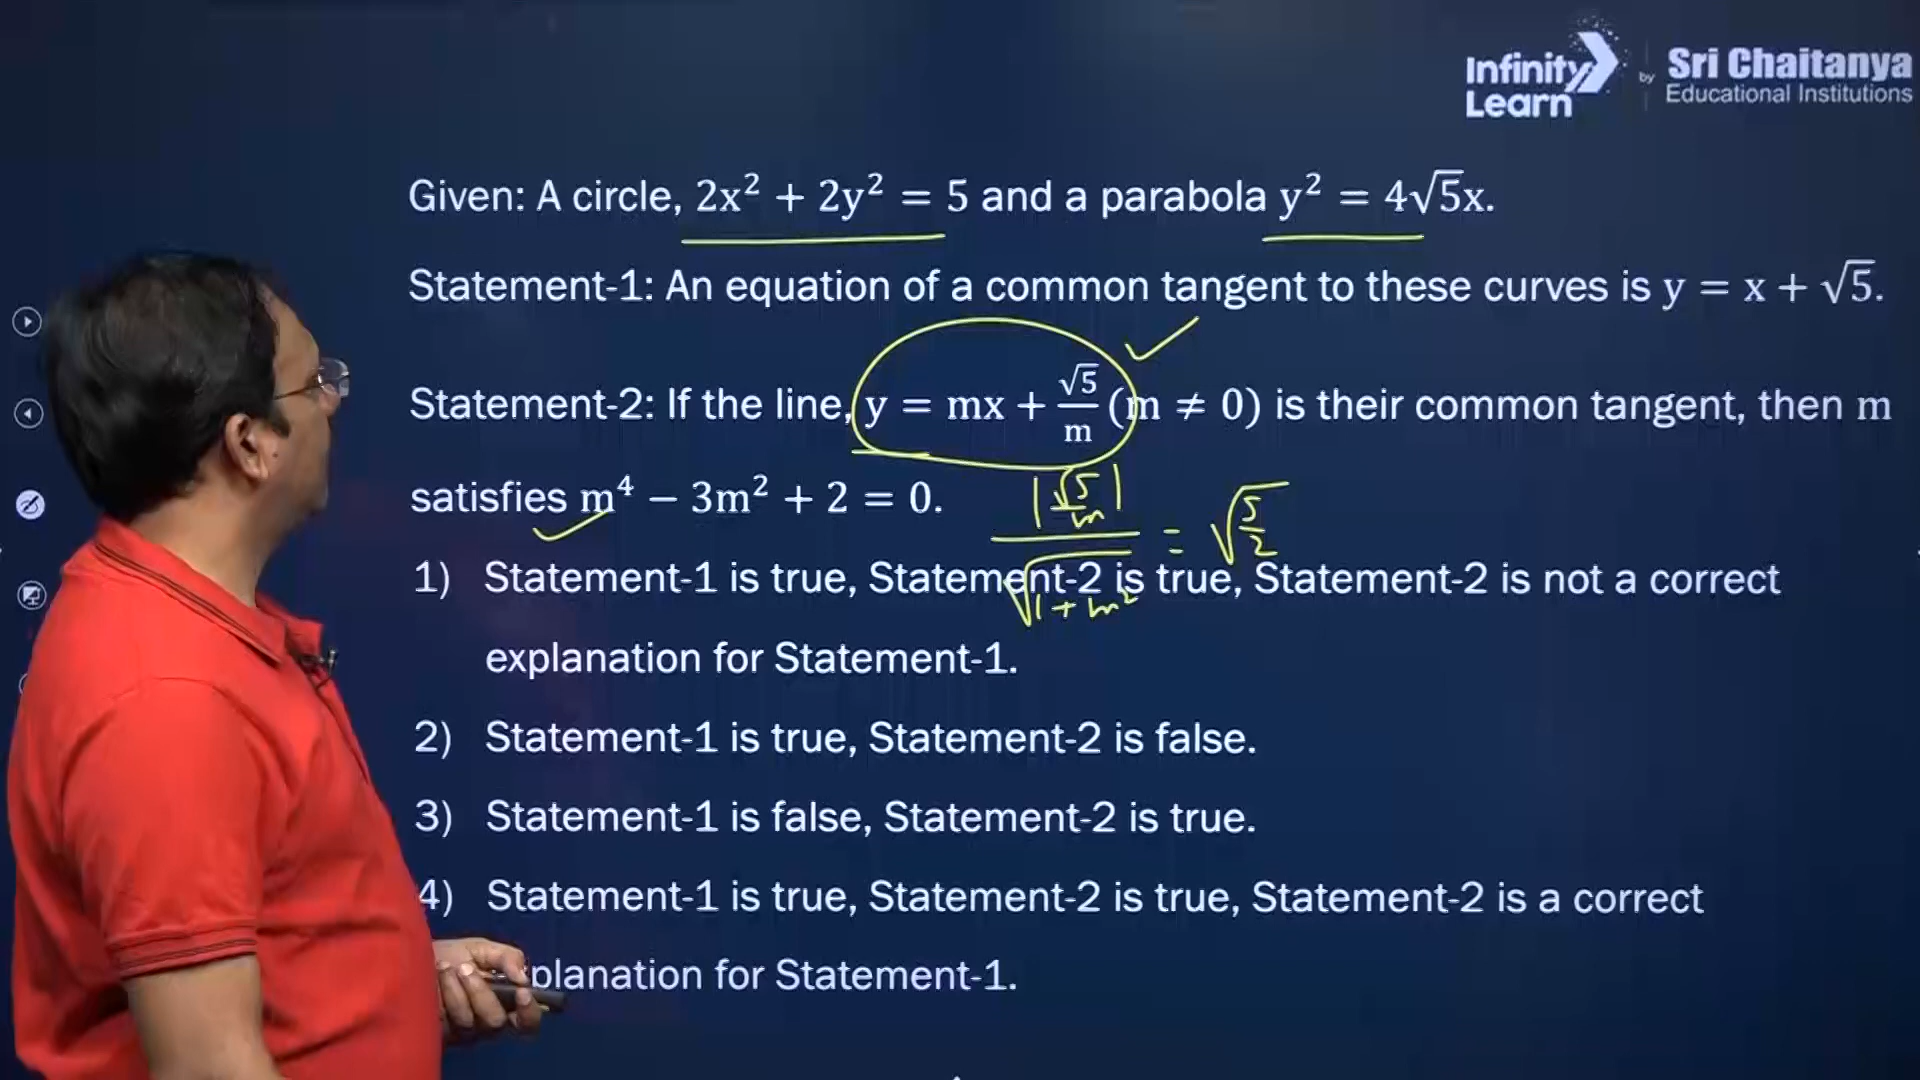 Infinity Learn by Sri Chaitanya Educational Institutions
Given: A circle, 2x² + 2y² = 5 and a parabola y² = 4√5x.
Statement-1: An equation of a common tangent to these curves is y = x + √5.
Statement-2: If the line, y = mx + √5/m (m ≠ 0) is their common tangent, then m
satisfies m⁴ − 3m² + 2 = 0.
|√5/m| / √(1+m²) = √(5/2)
1) Statement-1 is true, Statement-2 is true, Statement-2 is not a correct
explanation for Statement-1.
2) Statement-1 is true, Statement-2 is false.
3) Statement-1 is false, Statement-2 is true.
4) Statement-1 is true, Statement-2 is true, Statement-2 is a correct
planation for Statement-1.